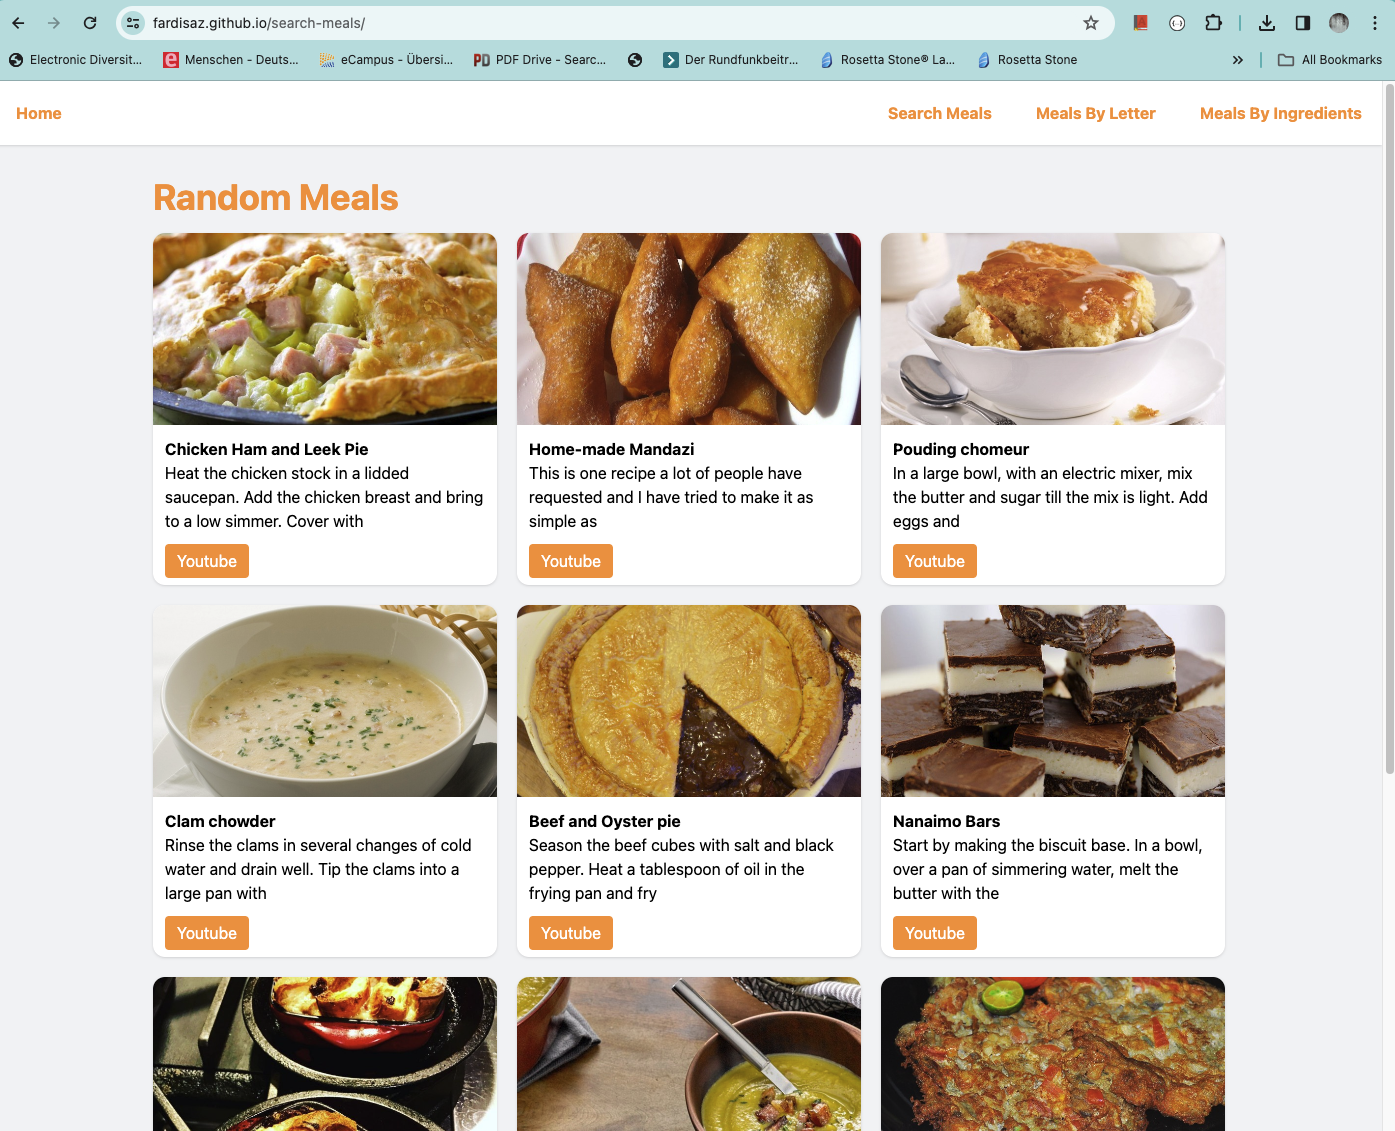 fardisaz.github.io/search-meals/
Electronic Diversit... Menschen - Deuts... eCampus - Übersi... PDF Drive - Searc... Der Rundfunkbeitr... Rosetta Stone® La... Rosetta Stone » All Bookmarks
Home Search Meals Meals By Letter Meals By Ingredients
Random Meals
Chicken Ham and Leek Pie
Heat the chicken stock in a lidded
saucepan. Add the chicken breast and bring
to a low simmer. Cover with
Youtube
Home-made Mandazi
This is one recipe a lot of people have
requested and I have tried to make it as
simple as
Youtube
Pouding chomeur
In a large bowl, with an electric mixer, mix
the butter and sugar till the mix is light. Add
eggs and
Youtube
Clam chowder
Rinse the clams in several changes of cold
water and drain well. Tip the clams into a
large pan with
Youtube
Beef and Oyster pie
Season the beef cubes with salt and black
pepper. Heat a tablespoon of oil in the
frying pan and fry
Youtube
Nanaimo Bars
Start by making the biscuit base. In a bowl,
over a pan of simmering water, melt the
butter with the
Youtube